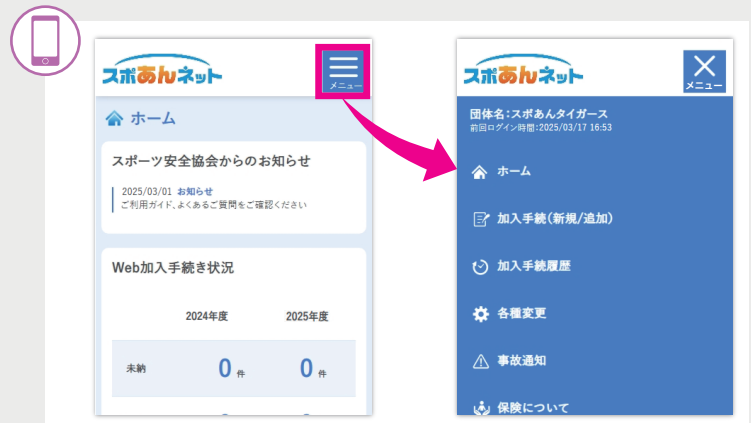 スポあんネット
メニュー
ホーム
スポーツ安全協会からのお知らせ
2025/03/01 お知らせ
ご利用ガイド、よくあるご質問をご確認ください
Web加入手続き状況
2024年度 2025年度
未納 0件 0件
スポあんネット
メニュー
団体名:スポあんタイガース
前回ログイン時間:2025/03/17 16:53
ホーム
加入手続(新規/追加)
加入手続履歴
各種変更
事故通知
保険について